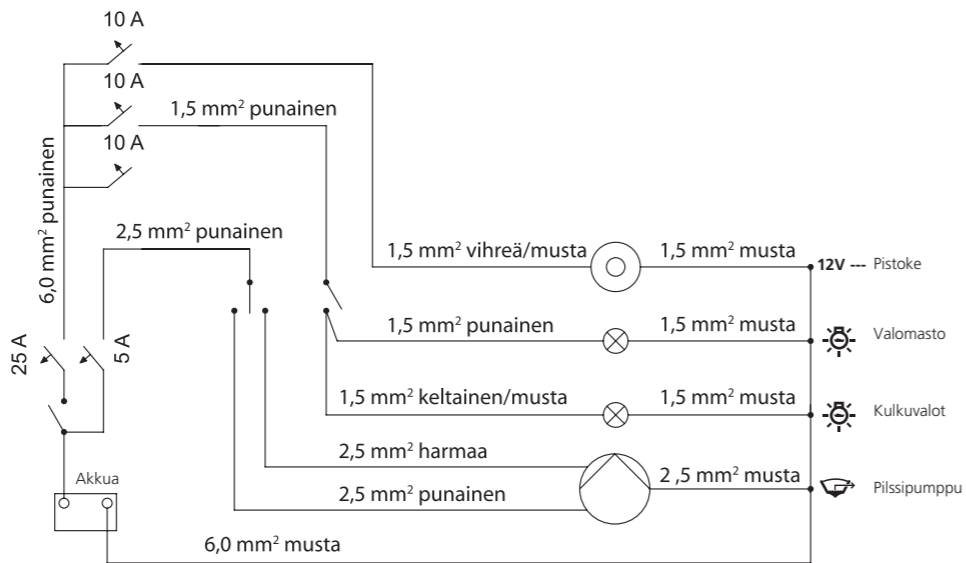 10 A
10 A
1,5 mm² punainen
10 A
6,0 mm² punainen
2,5 mm² punainen
1,5 mm² vihreä/musta
1,5 mm² musta
12V --- Pistoke
25 A
5 A
1,5 mm² punainen
1,5 mm² musta
Valomasto
1,5 mm² keltainen/musta
1,5 mm² musta
Kulkuvalot
2,5 mm² harmaa
Akkua
2,5 mm² punainen
2 ,5 mm² musta
Pilssipumppu
6,0 mm² musta